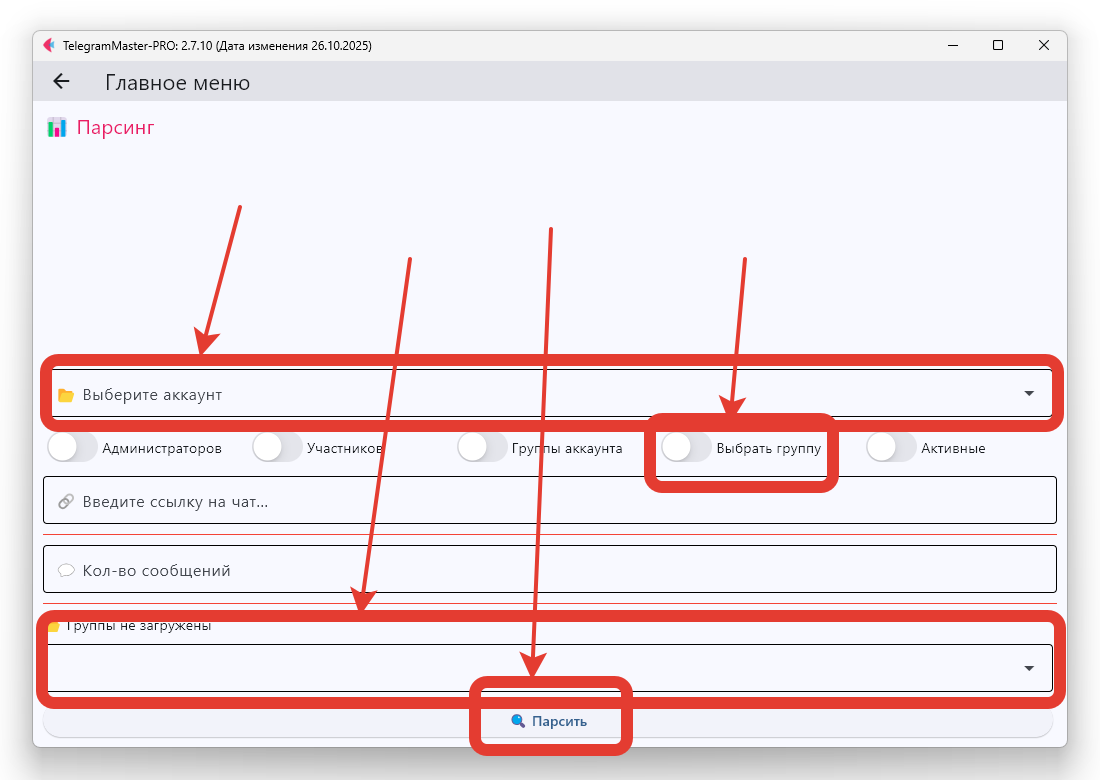 TelegramMaster-PRO: 2.7.10 (Дата изменения 26.10.2025)
Главное меню
Парсинг
Выберите аккаунт
Администраторов Участников Группы аккаунта Выбрать группу Активные
Введите ссылку на чат...
Кол-во сообщений
Группы не загружены
Парсить